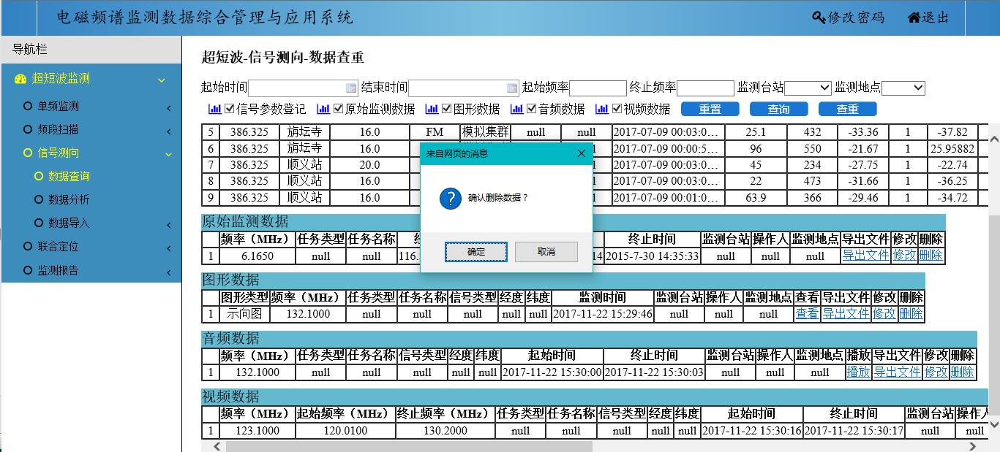 电磁频谱监测数据综合管理与应用系统 修改密码 退出
导航栏
超短波监测
单频监测
频段扫描
信号测向
数据查询
数据分析
数据导入
联合定位
监测报告
超短波-信号测向-数据查重
起始时间 结束时间 起始频率 终止频率 监测台站 监测地点
信号参数登记 原始监测数据 图形数据 音频数据 视频数据 重置 查询 查重
5 386.325 旃坛寺 16.0 FM 模拟集群 null null 2017-07-09 00:03:0… 25.1 432 -33.36 1 -37.82
6 386.325 旃坛寺 16.0 2017-07-09 00:00:5… 96 550 -21.67 1 25.95882
7 386.325 顺义站 20.0 2017-07-09 00:03:0… 45 234 -27.75 1 -22.74
8 386.325 顺义站 16.0 2017-07-09 00:03:0… 22 473 -31.66 1 -36.25
9 386.325 顺义站 16.0 2017-07-09 00:01:0… 63.9 366 -29.46 1 -34.72
来自网页的消息
确认删除数据？
确定 取消
原始监测数据
频率（MHz） 任务类型 任务名称 终止时间 监测台站 操作人 监测地点 导出文件 修改 删除
1 6.1650 null null 116. 14 2015-7-30 14:35:33 null null null 导出文件 修改 删除
图形数据
图形类型 频率（MHz） 任务类型 任务名称 信号类型 经度 纬度 监测时间 监测台站 操作人 监测地点 查看 导出文件 修改 删除
1 示向图 132.1000 null null null null null 2017-11-22 15:29:46 null null null 查看 导出文件 修改 删除
音频数据
频率（MHz） 任务类型 任务名称 信号类型 经度 纬度 起始时间 终止时间 监测台站 操作人 监测地点 播放 导出文件 修改 删除
1 132.1000 null null null null null 2017-11-22 15:30:00 2017-11-22 15:30:03 null null null 播放 导出文件 修改 删除
视频数据
频率（MHz） 起始频率（MHz） 终止频率（MHz） 任务类型 任务名称 信号类型 经度 纬度 起始时间 终止时间 监测台站 操作人
1 123.1000 120.0100 130.2000 null null null null null 2017-11-22 15:30:16 2017-11-22 15:30:17 null null